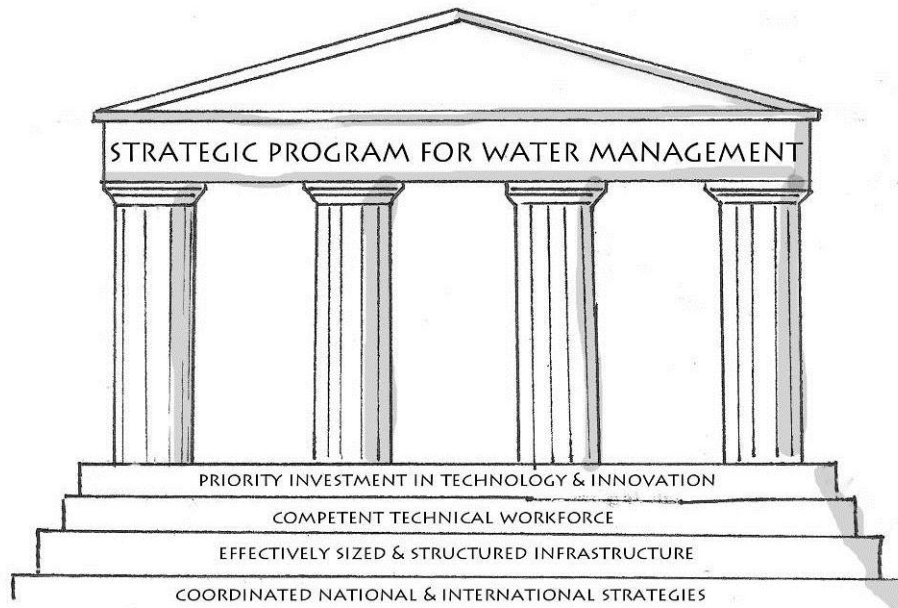 STRATEGIC PROGRAM FOR WATER MANAGEMENT
PRIORITY INVESTMENT IN TECHNOLOGY & INNOVATION
COMPETENT TECHNICAL WORKFORCE
EFFECTIVELY SIZED & STRUCTURED INFRASTRUCTURE
COORDINATED NATIONAL & INTERNATIONAL STRATEGIES